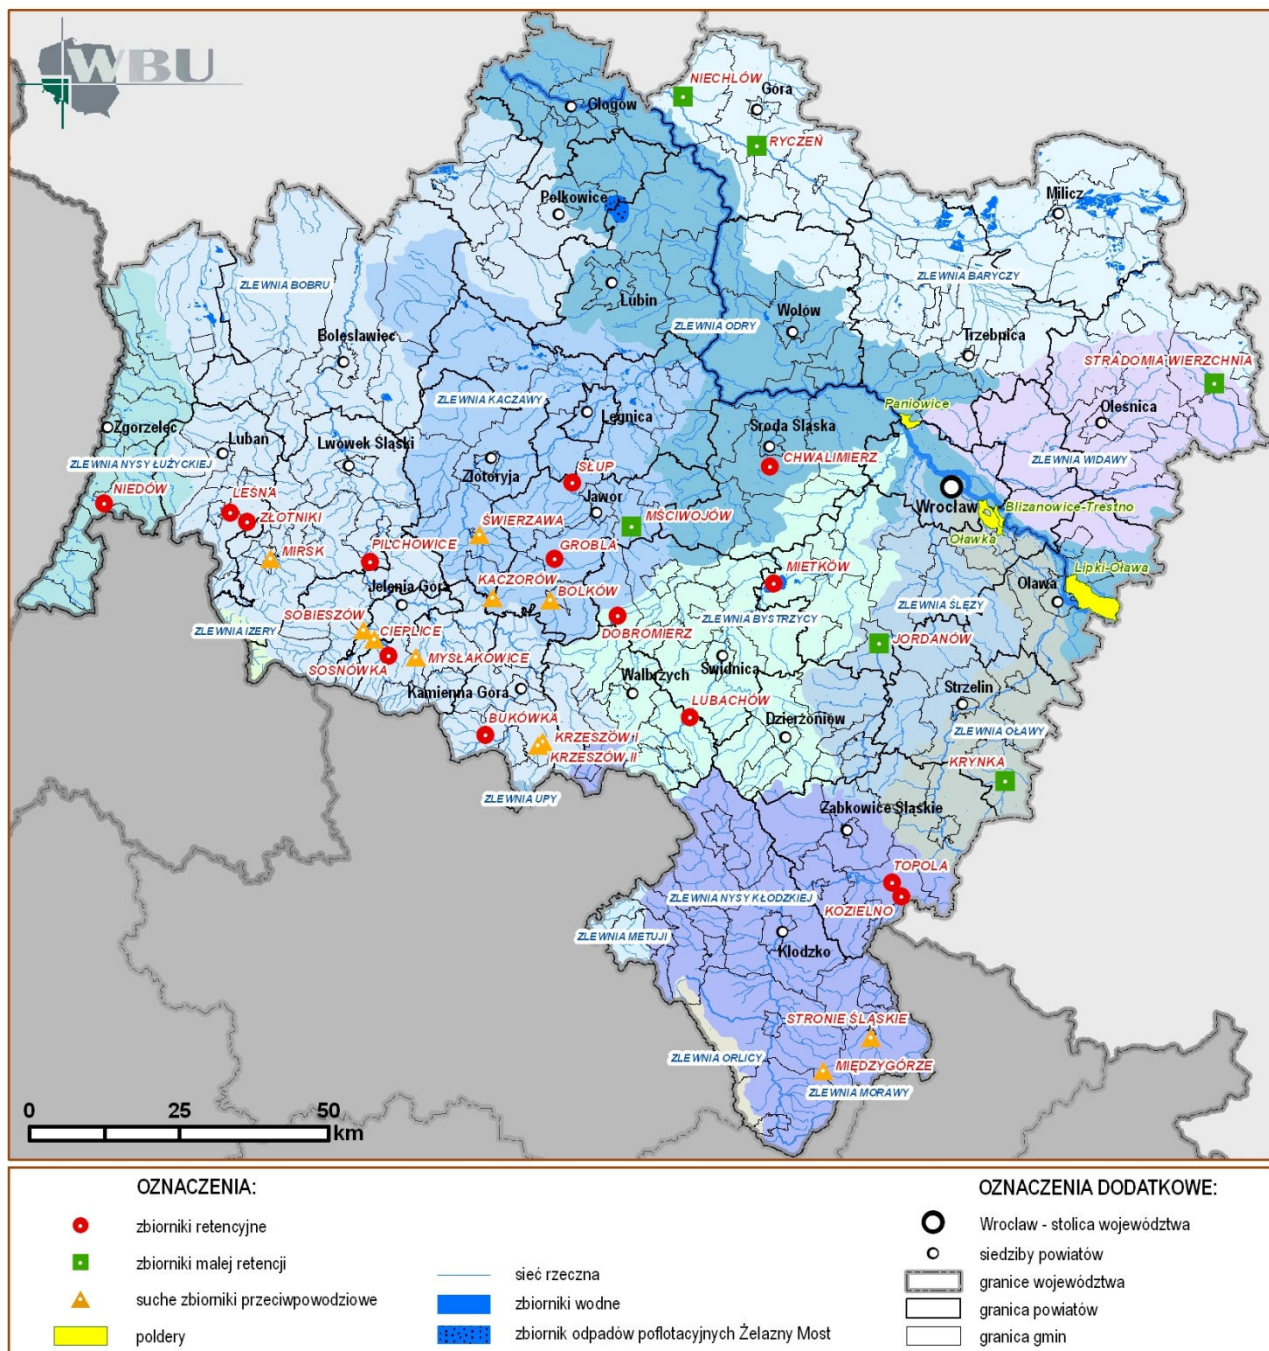 WBU
NIECHLÓW
Głogów
Góra
RYCZEŃ
Polkowice
Milicz
ZLEWNIA BOBRU
ZLEWNIA BARYCZY
Lubin
Wołów
ZLEWNIA ODRY
Bolesławiec
Trzebnica
STRADOMIA WIERZCHNIA
ZLEWNIA KACZAWY
Paniowice
Legnica
Oleśnica
Zgorzelec
Lubań
Lwówek Śląski
Środa Śląska
ZLEWNIA NYSY ŁUŻYCKIEJ
Złotoryja
SŁUP
CHWALIMIERZ
ZLEWNIA WIDAWY
NIEDÓW
LEŚNA
Jawor
Wrocław
Blizanowice-Trestno
ZŁOTNIKI
ŚWIERZAWA
MŚCIWOJÓW
Oławka
MIRSK
PILCHOWICE
GROBLA
MIETKÓW
Lipki-Oława
Jelenia Góra
KACZORÓW
BOLKÓW
Oława
ZLEWNIA ŚLĘZY
SOBIESZÓW
ZLEWNIA IZERY
CIEPLICE
DOBROMIERZ
ZLEWNIA BYSTRZYCY
JORDANÓW
SOSNÓWKA
MYSŁAKOWICE
Świdnica
Wałbrzych
Kamienna Góra
Strzelin
LUBACHÓW
BUKÓWKA
Dzierżoniów
ZLEWNIA OŁAWY
KRZESZÓW I
KRZESZÓW II
KRYNKA
ZLEWNIA UPY
Ząbkowice Śląskie
TOPOLA
ZLEWNIA NYSY KŁODZKIEJ
KOZIELNO
ZLEWNIA METUJI
Kłodzko
STRONIE ŚLĄSKIE
ZLEWNIA ORLICY
MIĘDZYGÓRZE
ZLEWNIA MORAWY
0 25 50
km
OZNACZENIA:
zbiorniki retencyjne
zbiorniki małej retencji
suche zbiorniki przeciwpowodziowe
poldery
sieć rzeczna
zbiorniki wodne
zbiornik odpadów poflotacyjnych Żelazny Most
OZNACZENIA DODATKOWE:
Wrocław - stolica województwa
siedziby powiatów
granice województwa
granica powiatów
granica gmin